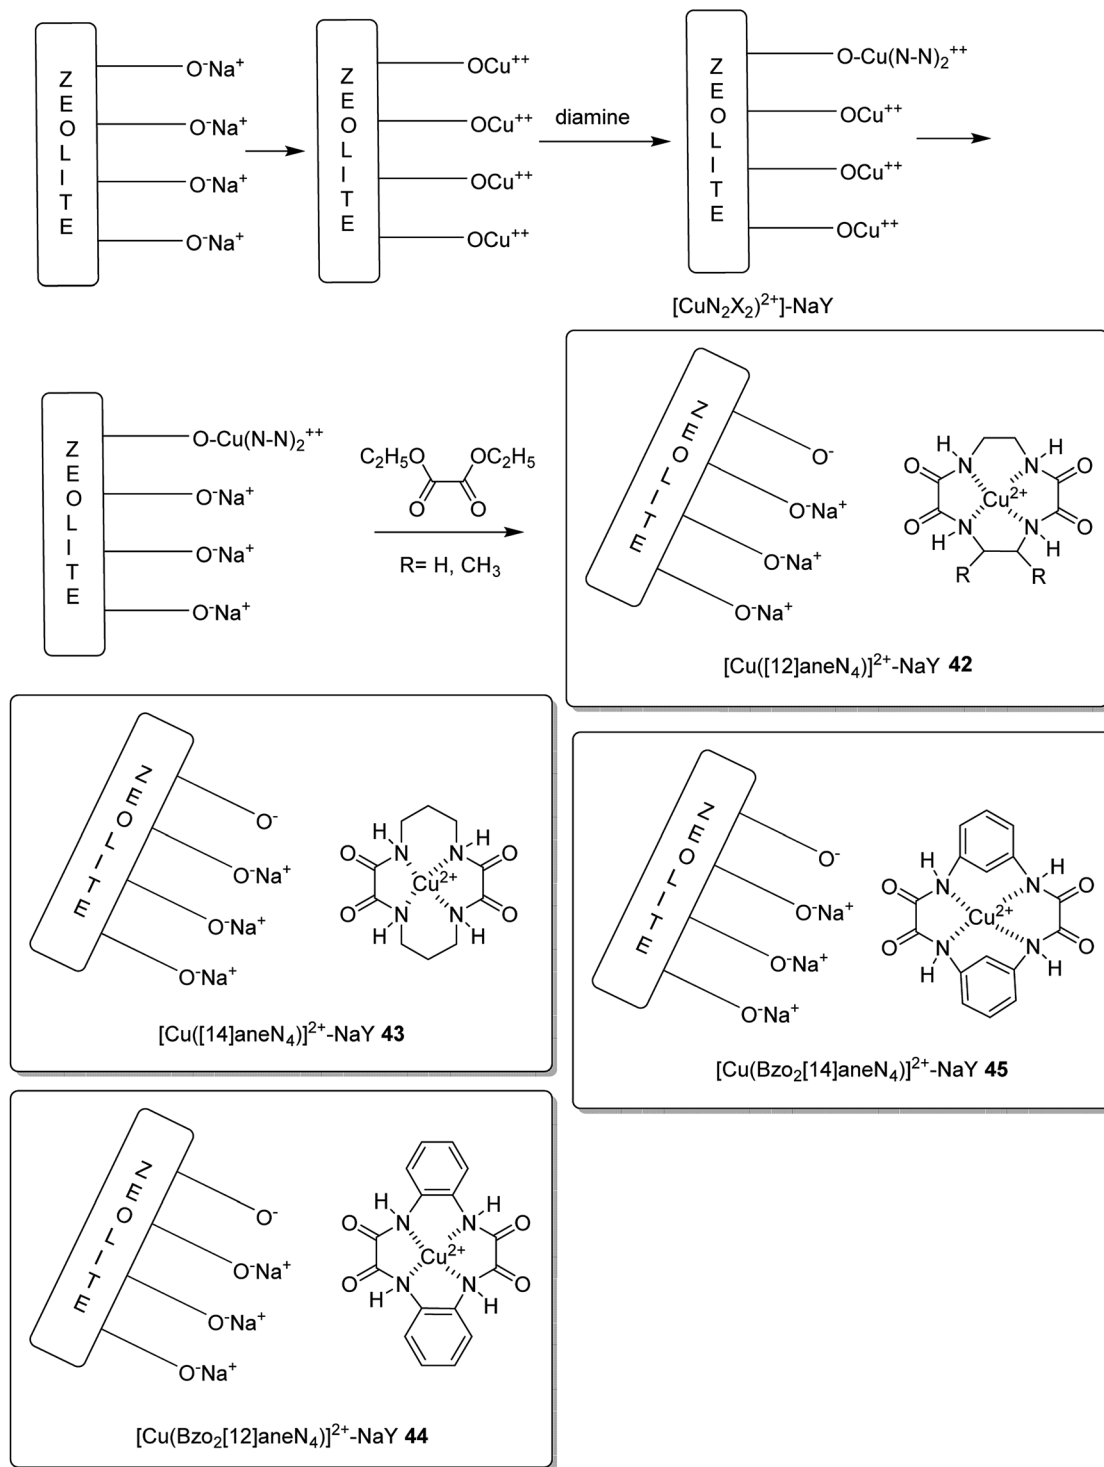 ZEOLITE
O⁻Na⁺
O⁻Na⁺
O⁻Na⁺
O⁻Na⁺
ZEOLITE
OCu⁺⁺
OCu⁺⁺
OCu⁺⁺
OCu⁺⁺
diamine
ZEOLITE
O-Cu(N-N)₂⁺⁺
OCu⁺⁺
OCu⁺⁺
OCu⁺⁺
[CuN₂X₂)²⁺]-NaY
ZEOLITE
O-Cu(N-N)₂⁺⁺
O⁻Na⁺
O⁻Na⁺
O⁻Na⁺
C₂H₅O OC₂H₅
O O
R= H, CH₃
ZEOLITE
O⁻
O⁻Na⁺
O⁻Na⁺
O⁻Na⁺
H H
O N N O
Cu²⁺
O N N O
H H
R R
[Cu([12]aneN₄)]²⁺-NaY 42
ZEOLITE
O⁻
O⁻Na⁺
O⁻Na⁺
O⁻Na⁺
H H
O N N O
Cu²⁺
O N N O
H H
[Cu([14]aneN₄)]²⁺-NaY 43
ZEOLITE
O⁻
O⁻Na⁺
O⁻Na⁺
O⁻Na⁺
H H
O N N O
Cu²⁺
O N N O
H H
[Cu(Bzo₂[14]aneN₄)]²⁺-NaY 45
ZEOLITE
O⁻
O⁻Na⁺
O⁻Na⁺
O⁻Na⁺
H H
O N N O
Cu²⁺
O N N O
H H
[Cu(Bzo₂[12]aneN₄)]²⁺-NaY 44